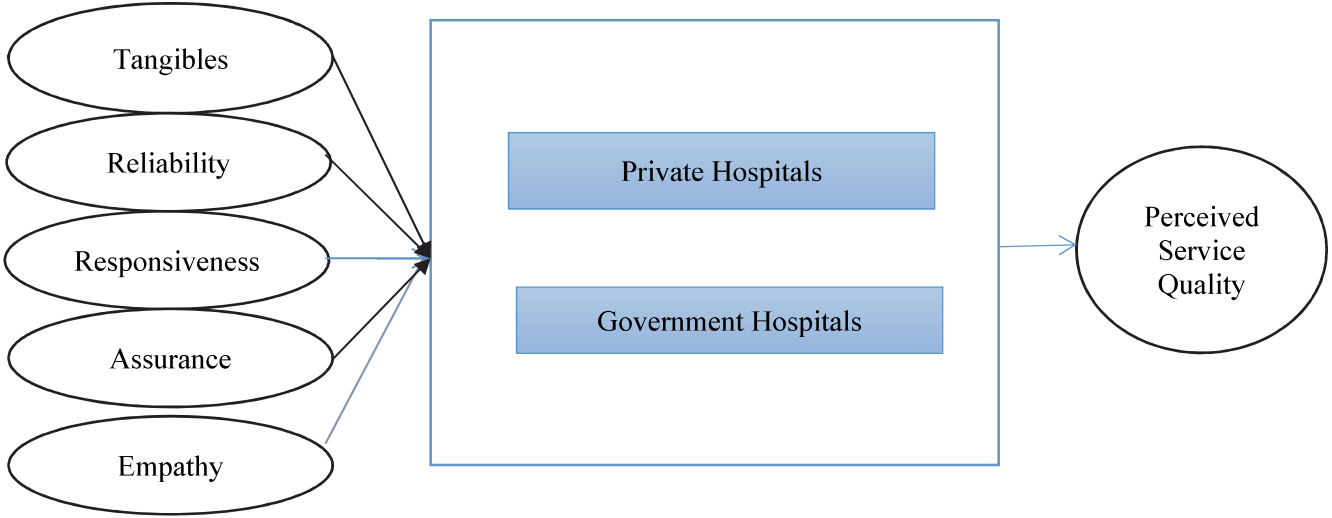 Tangibles
Reliability
Responsiveness
Assurance
Empathy
Private Hospitals
Government Hospitals
Perceived
Service
Quality